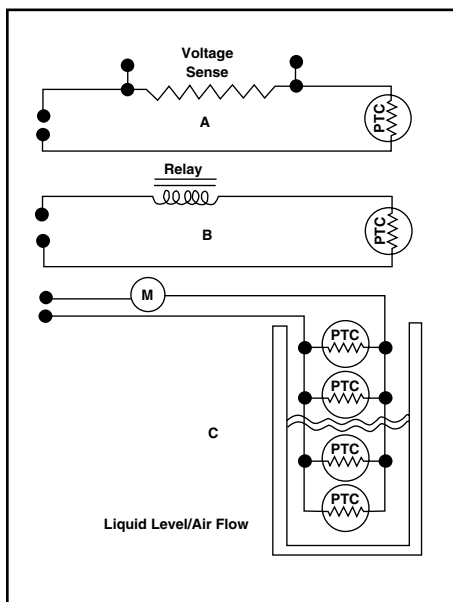 Voltage
Sense
A
PTC
Relay
B
PTC
M
PTC
PTC
C
PTC
PTC
Liquid Level/Air Flow